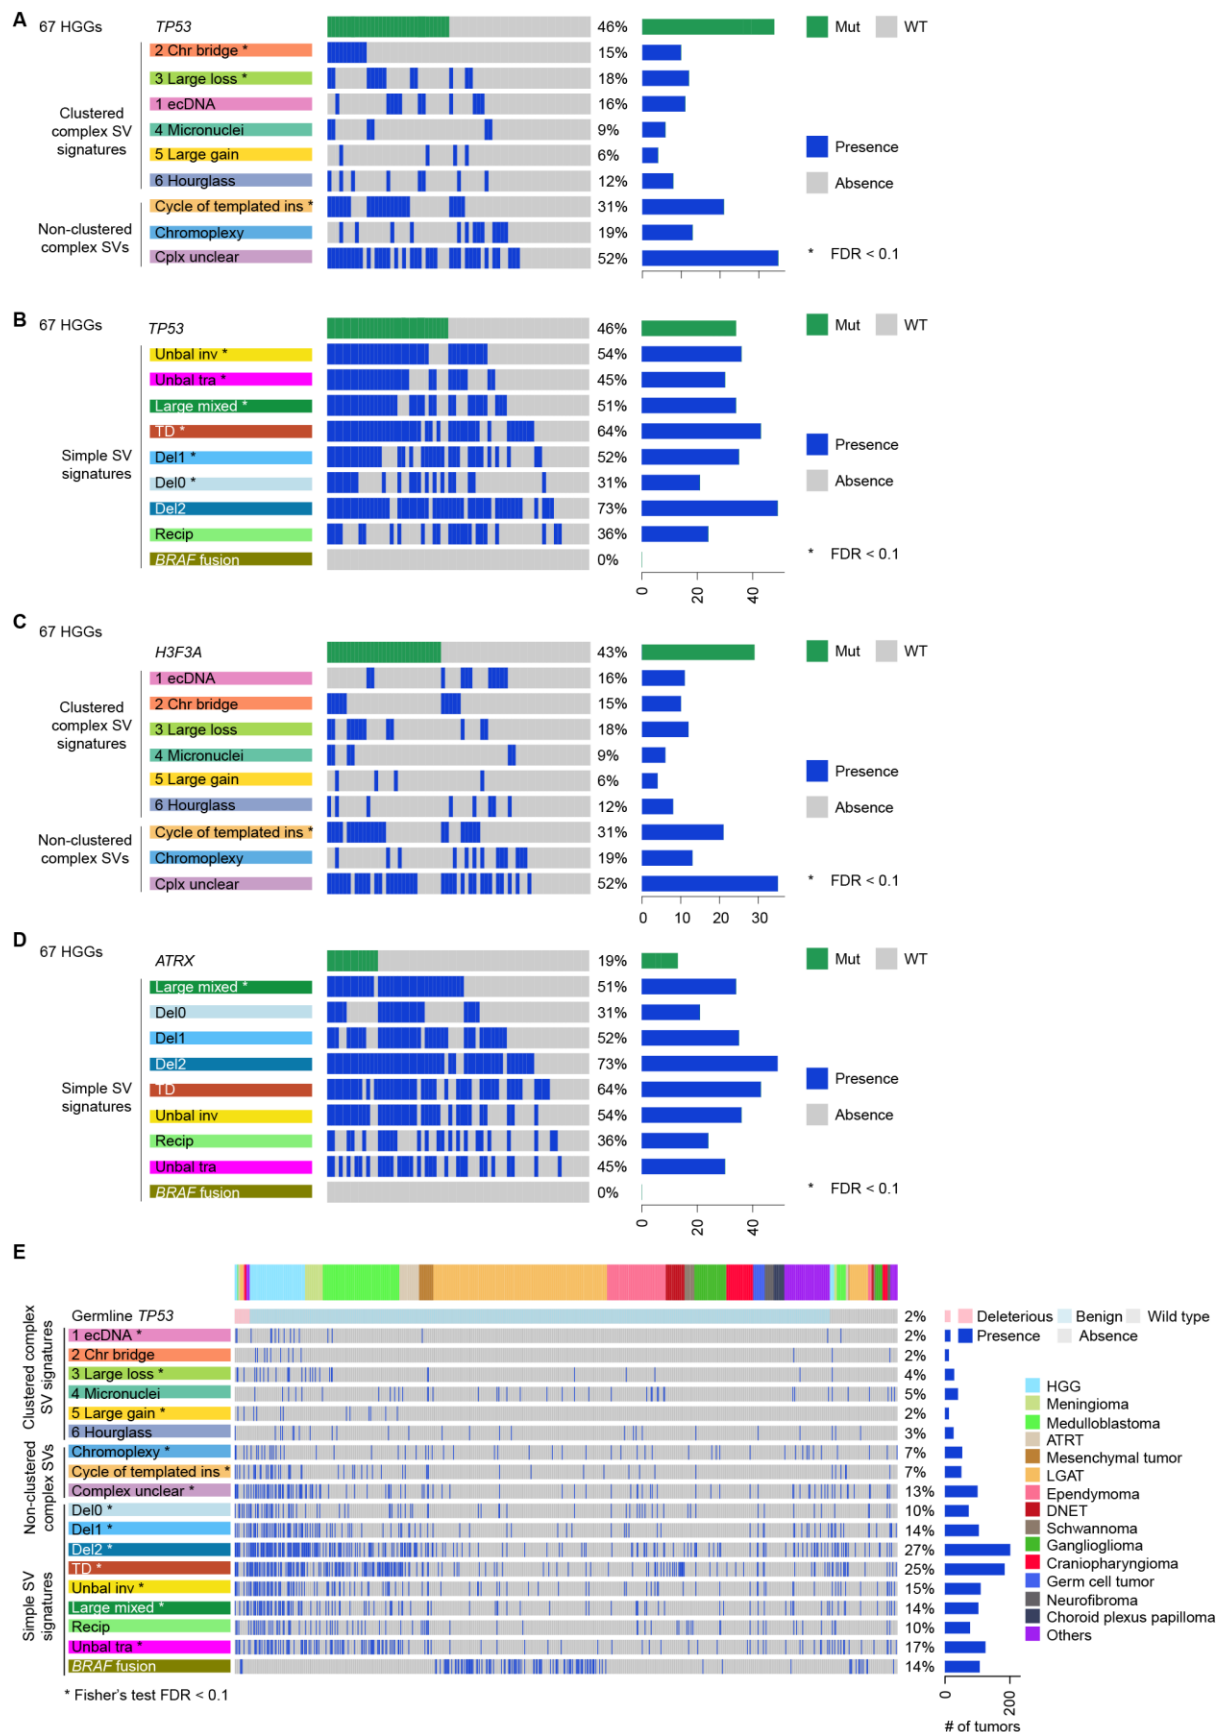 A
67 HGGs
TP53
46%
Mut
WT
2 Chr bridge *
15%
3 Large loss *
18%
1 ecDNA
16%
Clustered
complex SV
signatures
4 Micronuclei
9%
Presence
5 Large gain
6%
Absence
6 Hourglass
12%
Cycle of templated ins *
31%
Non-clustered
complex SVs
Chromoplexy
19%
Cplx unclear
52%
* FDR < 0.1
B
67 HGGs
TP53
46%
Mut
WT
Unbal inv *
54%
Unbal tra *
45%
Large mixed *
51%
TD *
64%
Presence
Simple SV
signatures
Del1 *
52%
Absence
Del0 *
31%
Del2
73%
Recip
36%
* FDR < 0.1
BRAF fusion
0%
0
20
40
C
67 HGGs
H3F3A
43%
Mut
WT
1 ecDNA
16%
Clustered
complex SV
signatures
2 Chr bridge
15%
3 Large loss
18%
4 Micronuclei
9%
Presence
5 Large gain
6%
Absence
6 Hourglass
12%
Cycle of templated ins *
31%
Non-clustered
complex SVs
Chromoplexy
19%
Cplx unclear
52%
* FDR < 0.1
0
10
20
30
D
67 HGGs
ATRX
19%
Mut
WT
Large mixed *
51%
Del0
31%
Del1
52%
Del2
73%
Simple SV
signatures
TD
64%
Presence
Unbal inv
54%
Absence
Recip
36%
Unbal tra
45%
* FDR < 0.1
BRAF fusion
0%
0
20
40
E
Germline TP53
2%
Deleterious
Benign
Wild type
Clustered complex
SV signatures
1 ecDNA *
2%
Presence
Absence
2 Chr bridge
2%
3 Large loss *
4%
4 Micronuclei
5%
5 Large gain *
2%
6 Hourglass
3%
Non-clustered
complex SVs
Chromoplexy *
7%
Cycle of templated ins *
7%
Complex unclear *
13%
Simple SV
signatures
Del0 *
10%
Del1 *
14%
Del2 *
27%
TD *
25%
Unbal inv *
15%
Large mixed *
14%
Recip
10%
Unbal tra *
17%
BRAF fusion
14%
HGG
Meningioma
Medulloblastoma
ATRT
Mesenchymal tumor
LGAT
Ependymoma
DNET
Schwannoma
Ganglioglioma
Craniopharyngioma
Germ cell tumor
Neurofibroma
Choroid plexus papilloma
Others
* Fisher's test FDR < 0.1
0
200
# of tumors